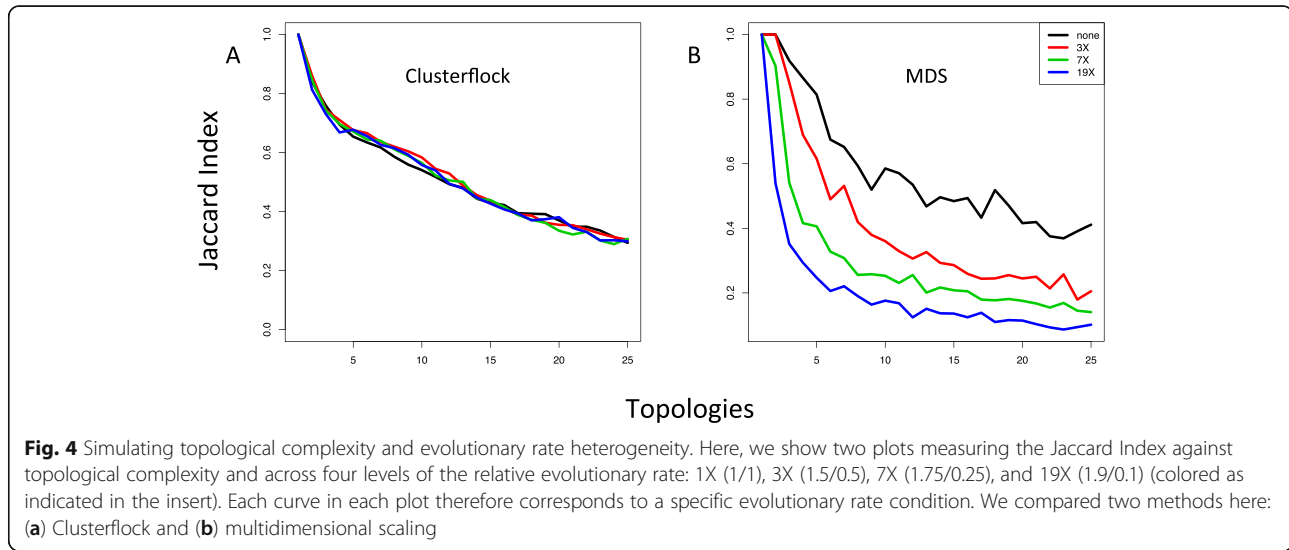 A
Clusterflock
Jaccard Index
1.0
0.8
0.6
0.4
0.2
0.0
5
10
15
20
25
B
MDS
none
3X
7X
19X
1.0
0.8
0.6
0.4
0.2
5
10
15
20
25
Topologies
Fig. 4 Simulating topological complexity and evolutionary rate heterogeneity. Here, we show two plots measuring the Jaccard Index against
topological complexity and across four levels of the relative evolutionary rate: 1X (1/1), 3X (1.5/0.5), 7X (1.75/0.25), and 19X (1.9/0.1) (colored as
indicated in the insert). Each curve in each plot therefore corresponds to a specific evolutionary rate condition. We compared two methods here:
(a) Clusterflock and (b) multidimensional scaling